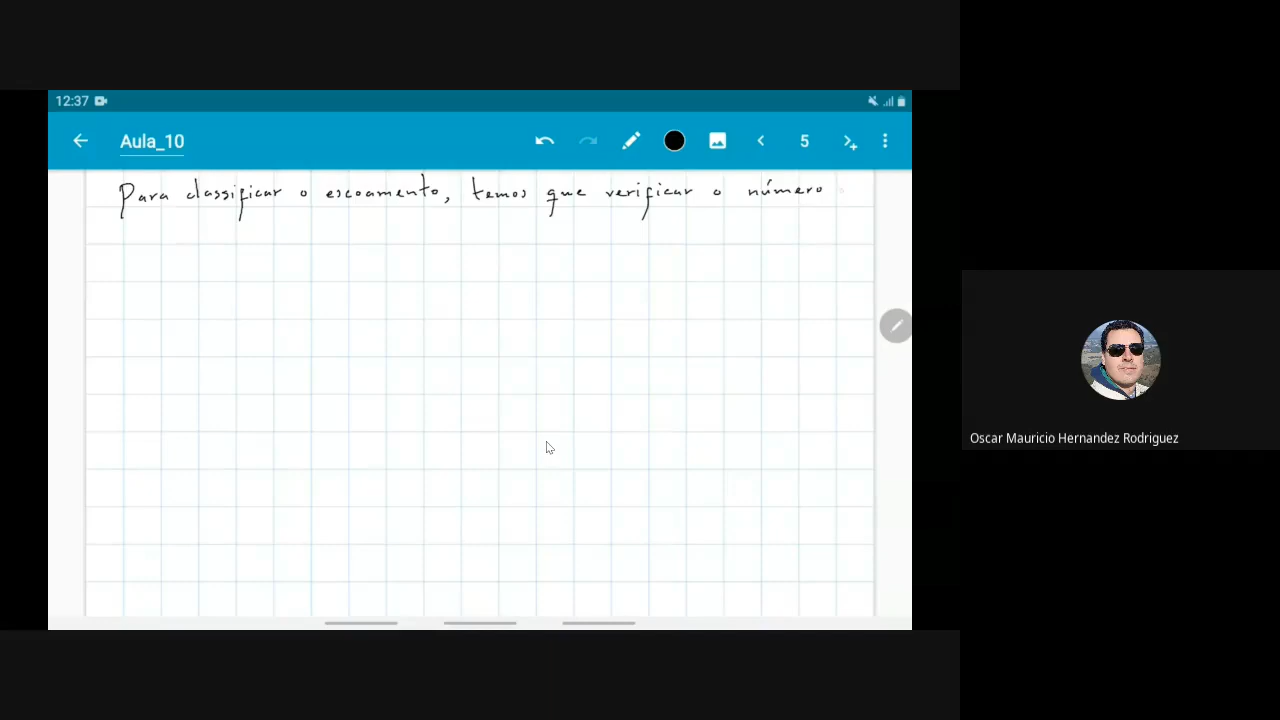 12:37
Aula_10
5
Para classificar o escoamento, temos que verificar o número
Oscar Mauricio Hernandez Rodriguez